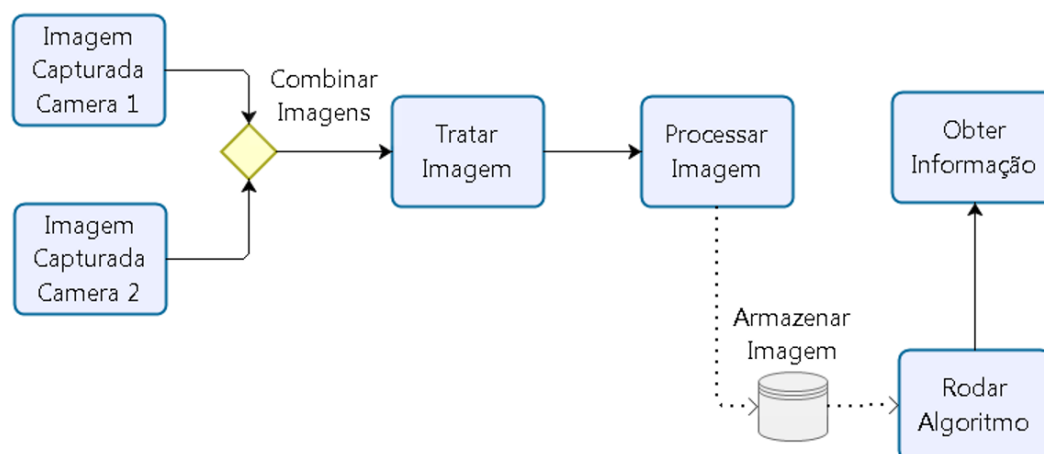 Imagem
Capturada
Camera 1
Combinar
Imagens
Tratar
Imagem
Processar
Imagem
Obter
Informação
Imagem
Capturada
Camera 2
Armazenar
Imagem
Rodar
Algoritmo